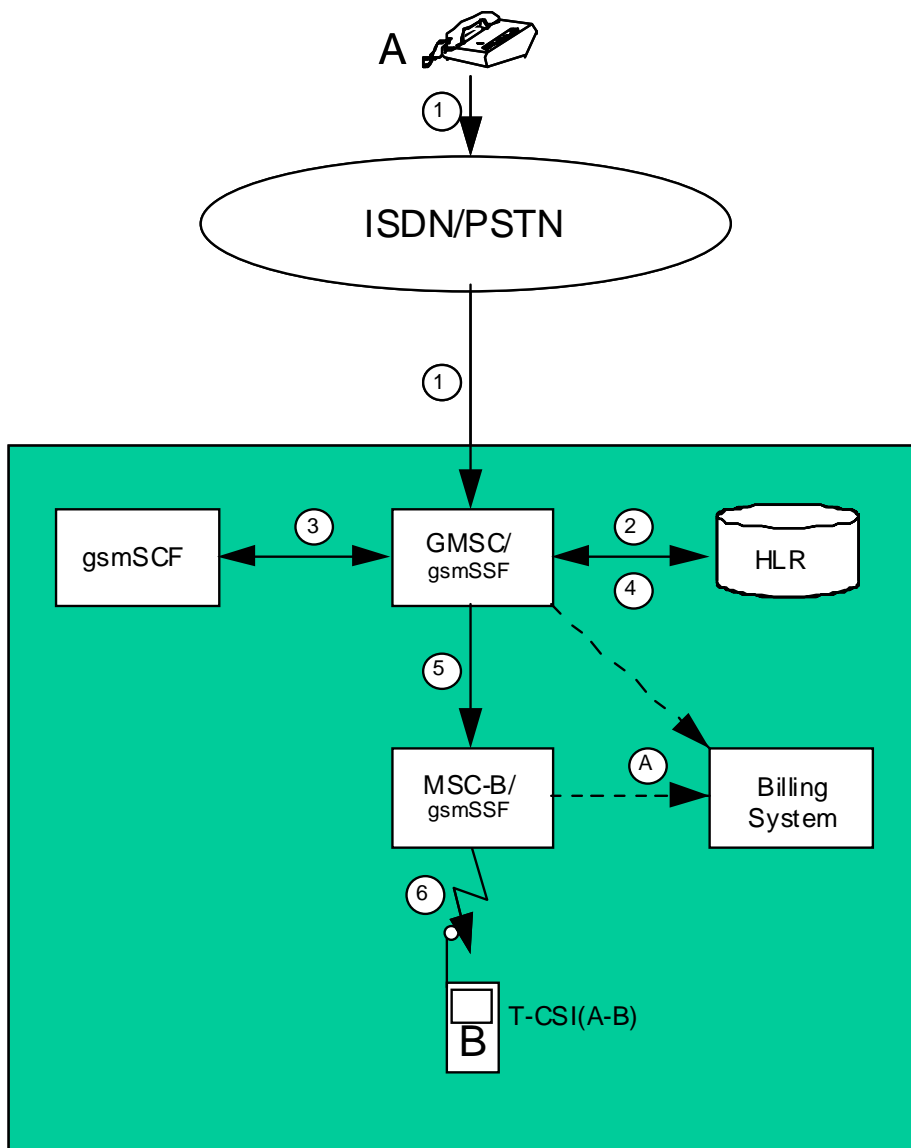 A
1
ISDN/PSTN
1
gsmSCF
3
GMSC/
gsmSSF
2
4
HLR
5
MSC-B/
gsmSSF
A
Billing
System
6
B
T-CSI(A-B)